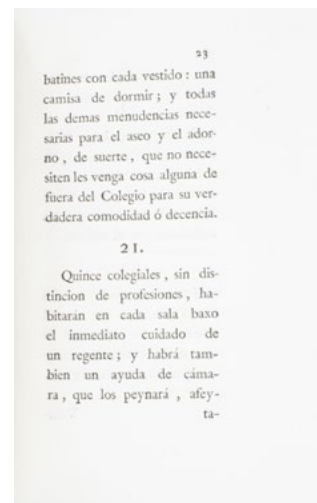 23
batines con cada vestido : una
camisa de dormir ; y todas
las demas menudencias nece-
sarias para el aseo y el ador-
no , de suerte , que no nece-
siten les venga cosa alguna de
fuera del Colegio para su ver-
dadera comodidad ó decencia.
21.
Quince colegiales , sin dis-
tincion de profesiones , ha-
bitarán en cada sala baxo
el inmediato cuidado de
un regente ; y habrá tam-
bien un ayuda de cáma-
ra , que los peynará , afey-
ta-